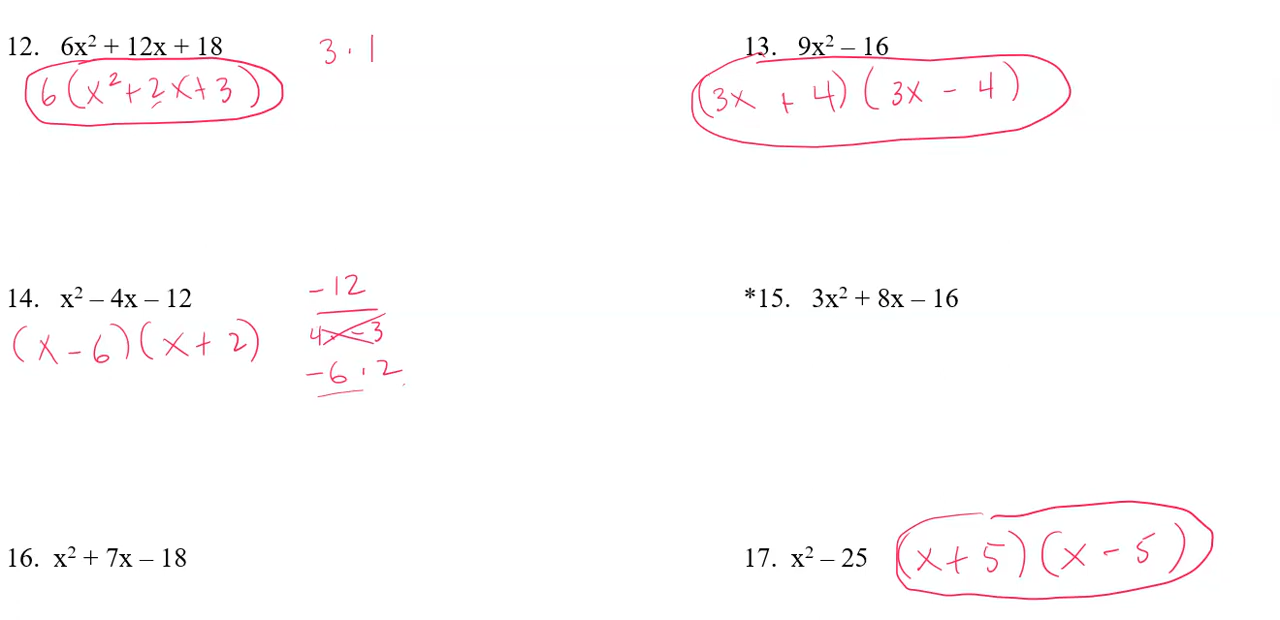 12. 6x² + 12x + 18
3 · 1
6(x²+2x+3)
13. 9x² – 16
(3x + 4)(3x - 4)
14. x² – 4x – 12
-12
(x-6)(x+2)
4 -3
-6 · 2
*15. 3x² + 8x – 16
16. x² + 7x – 18
17. x² – 25 (x+5)(x-5)